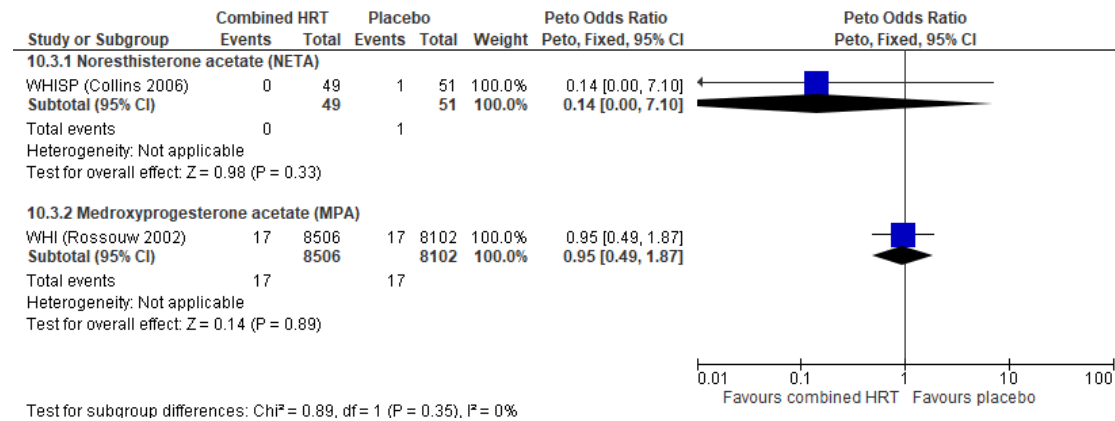 Combined HRT Placebo Peto Odds Ratio Peto Odds Ratio
Study or Subgroup Events Total Events Total Weight Peto, Fixed, 95% CI Peto, Fixed, 95% CI
10.3.1 Noresthisterone acetate (NETA)
WHISP (Collins 2006) 0 49 1 51 100.0% 0.14 [0.00, 7.10]
Subtotal (95% CI) 49 51 100.0% 0.14 [0.00, 7.10]
Total events 0 1
Heterogeneity: Not applicable
Test for overall effect: Z = 0.98 (P = 0.33)
10.3.2 Medroxyprogesterone acetate (MPA)
WHI (Rossouw 2002) 17 8506 17 8102 100.0% 0.95 [0.49, 1.87]
Subtotal (95% CI) 8506 8102 100.0% 0.95 [0.49, 1.87]
Total events 17 17
Heterogeneity: Not applicable
Test for overall effect: Z = 0.14 (P = 0.89)
0.01 0.1 1 10 100
Favours combined HRT Favours placebo
Test for subgroup differences: Chi² = 0.89, df = 1 (P = 0.35), I² = 0%